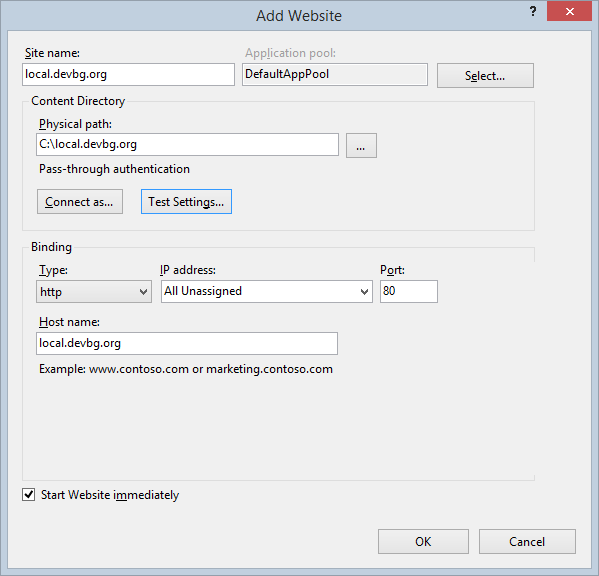 Add Website
?
Site name:
Application pool:
local.devbg.org
DefaultAppPool
Select...
Content Directory
Physical path:
C:\local.devbg.org
...
Pass-through authentication
Connect as...
Test Settings...
Binding
Type:
IP address:
Port:
http
All Unassigned
80
Host name:
local.devbg.org
Example: www.contoso.com or marketing.contoso.com
Start Website immediately
OK
Cancel